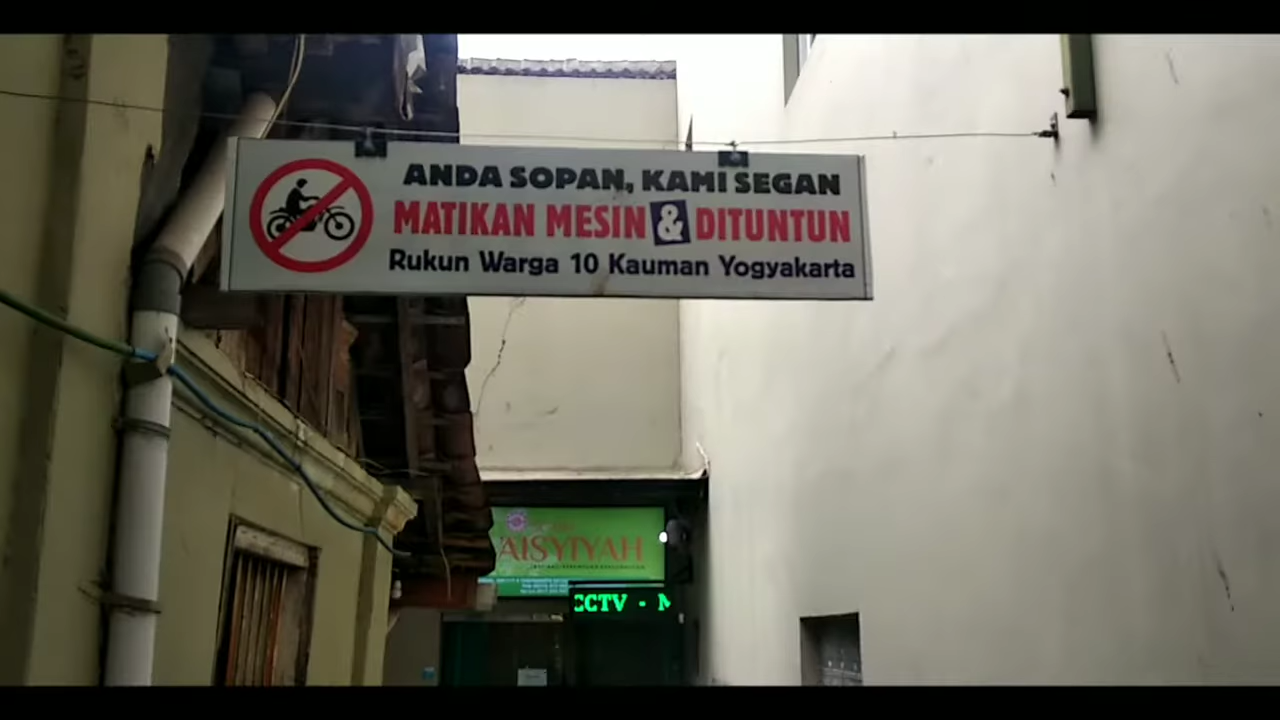 ANDA SOPAN, KAMI SEGAN
MATIKAN MESIN & DITUNTUN
Rukun Warga 10 Kauman Yogyakarta
'AISYIYAH
CCTV -